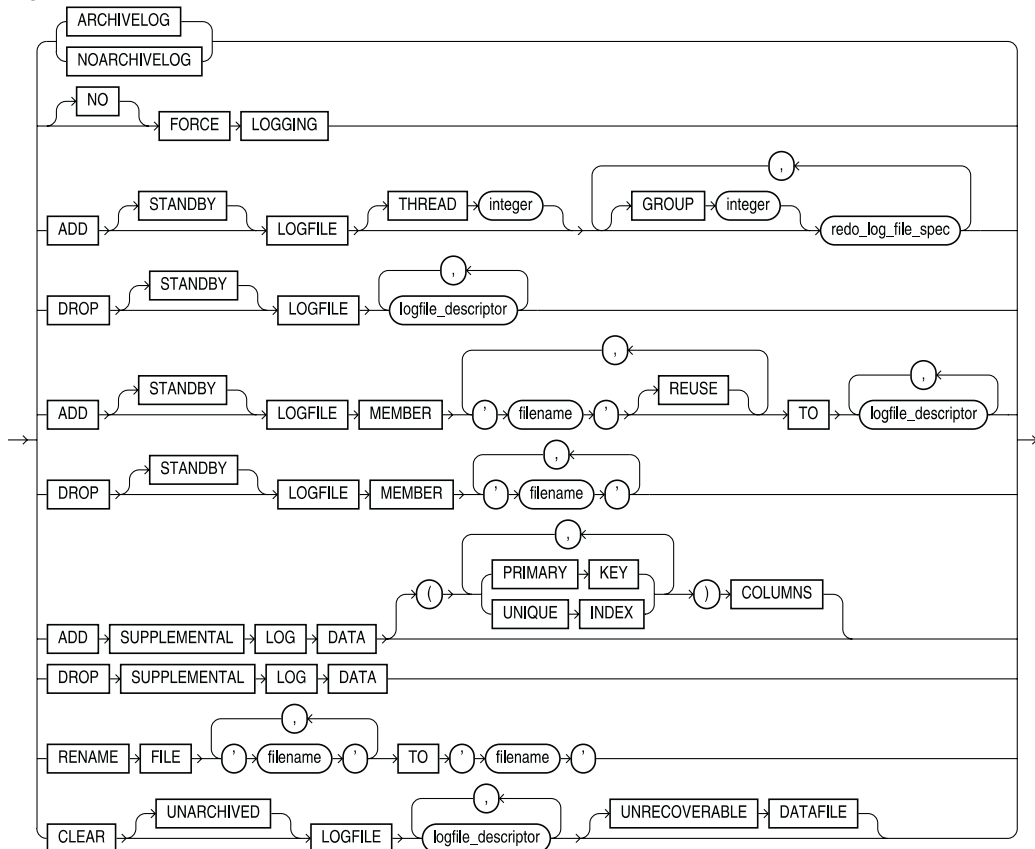 ARCHIVELOG
NOARCHIVELOG
NO FORCE LOGGING
ADD STANDBY LOGFILE THREAD integer , GROUP integer redo_log_file_spec
DROP STANDBY LOGFILE , logfile_descriptor
ADD STANDBY LOGFILE MEMBER , ' filename ' REUSE TO , logfile_descriptor
DROP STANDBY LOGFILE MEMBER , ' filename '
ADD SUPPLEMENTAL LOG DATA ( , PRIMARY KEY UNIQUE INDEX ) COLUMNS
DROP SUPPLEMENTAL LOG DATA
RENAME FILE , ' filename ' TO ' filename '
CLEAR UNARCHIVED LOGFILE , logfile_descriptor UNRECOVERABLE DATAFILE